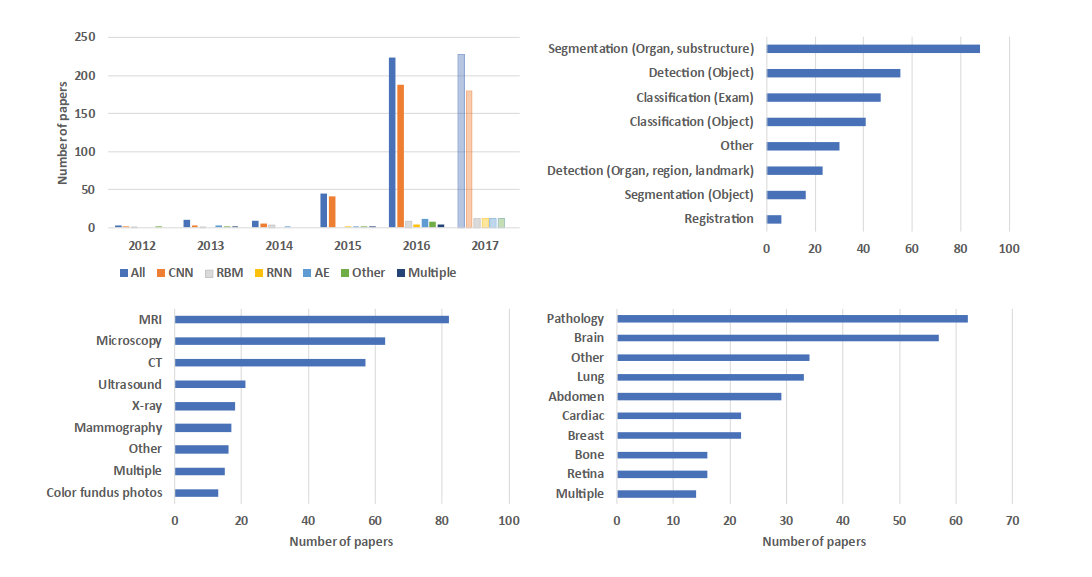 250
200
150
100
50
0
Number of papers
2012 2013 2014 2015 2016 2017
All CNN RBM RNN AE Other Multiple
Segmentation (Organ, substructure)
Detection (Object)
Classification (Exam)
Classification (Object)
Other
Detection (Organ, region, landmark)
Segmentation (Object)
Registration
0 20 40 60 80 100
MRI
Microscopy
CT
Ultrasound
X-ray
Mammography
Other
Multiple
Color fundus photos
0 20 40 60 80 100
Number of papers
Pathology
Brain
Other
Lung
Abdomen
Cardiac
Breast
Bone
Retina
Multiple
0 10 20 30 40 50 60 70
Number of papers